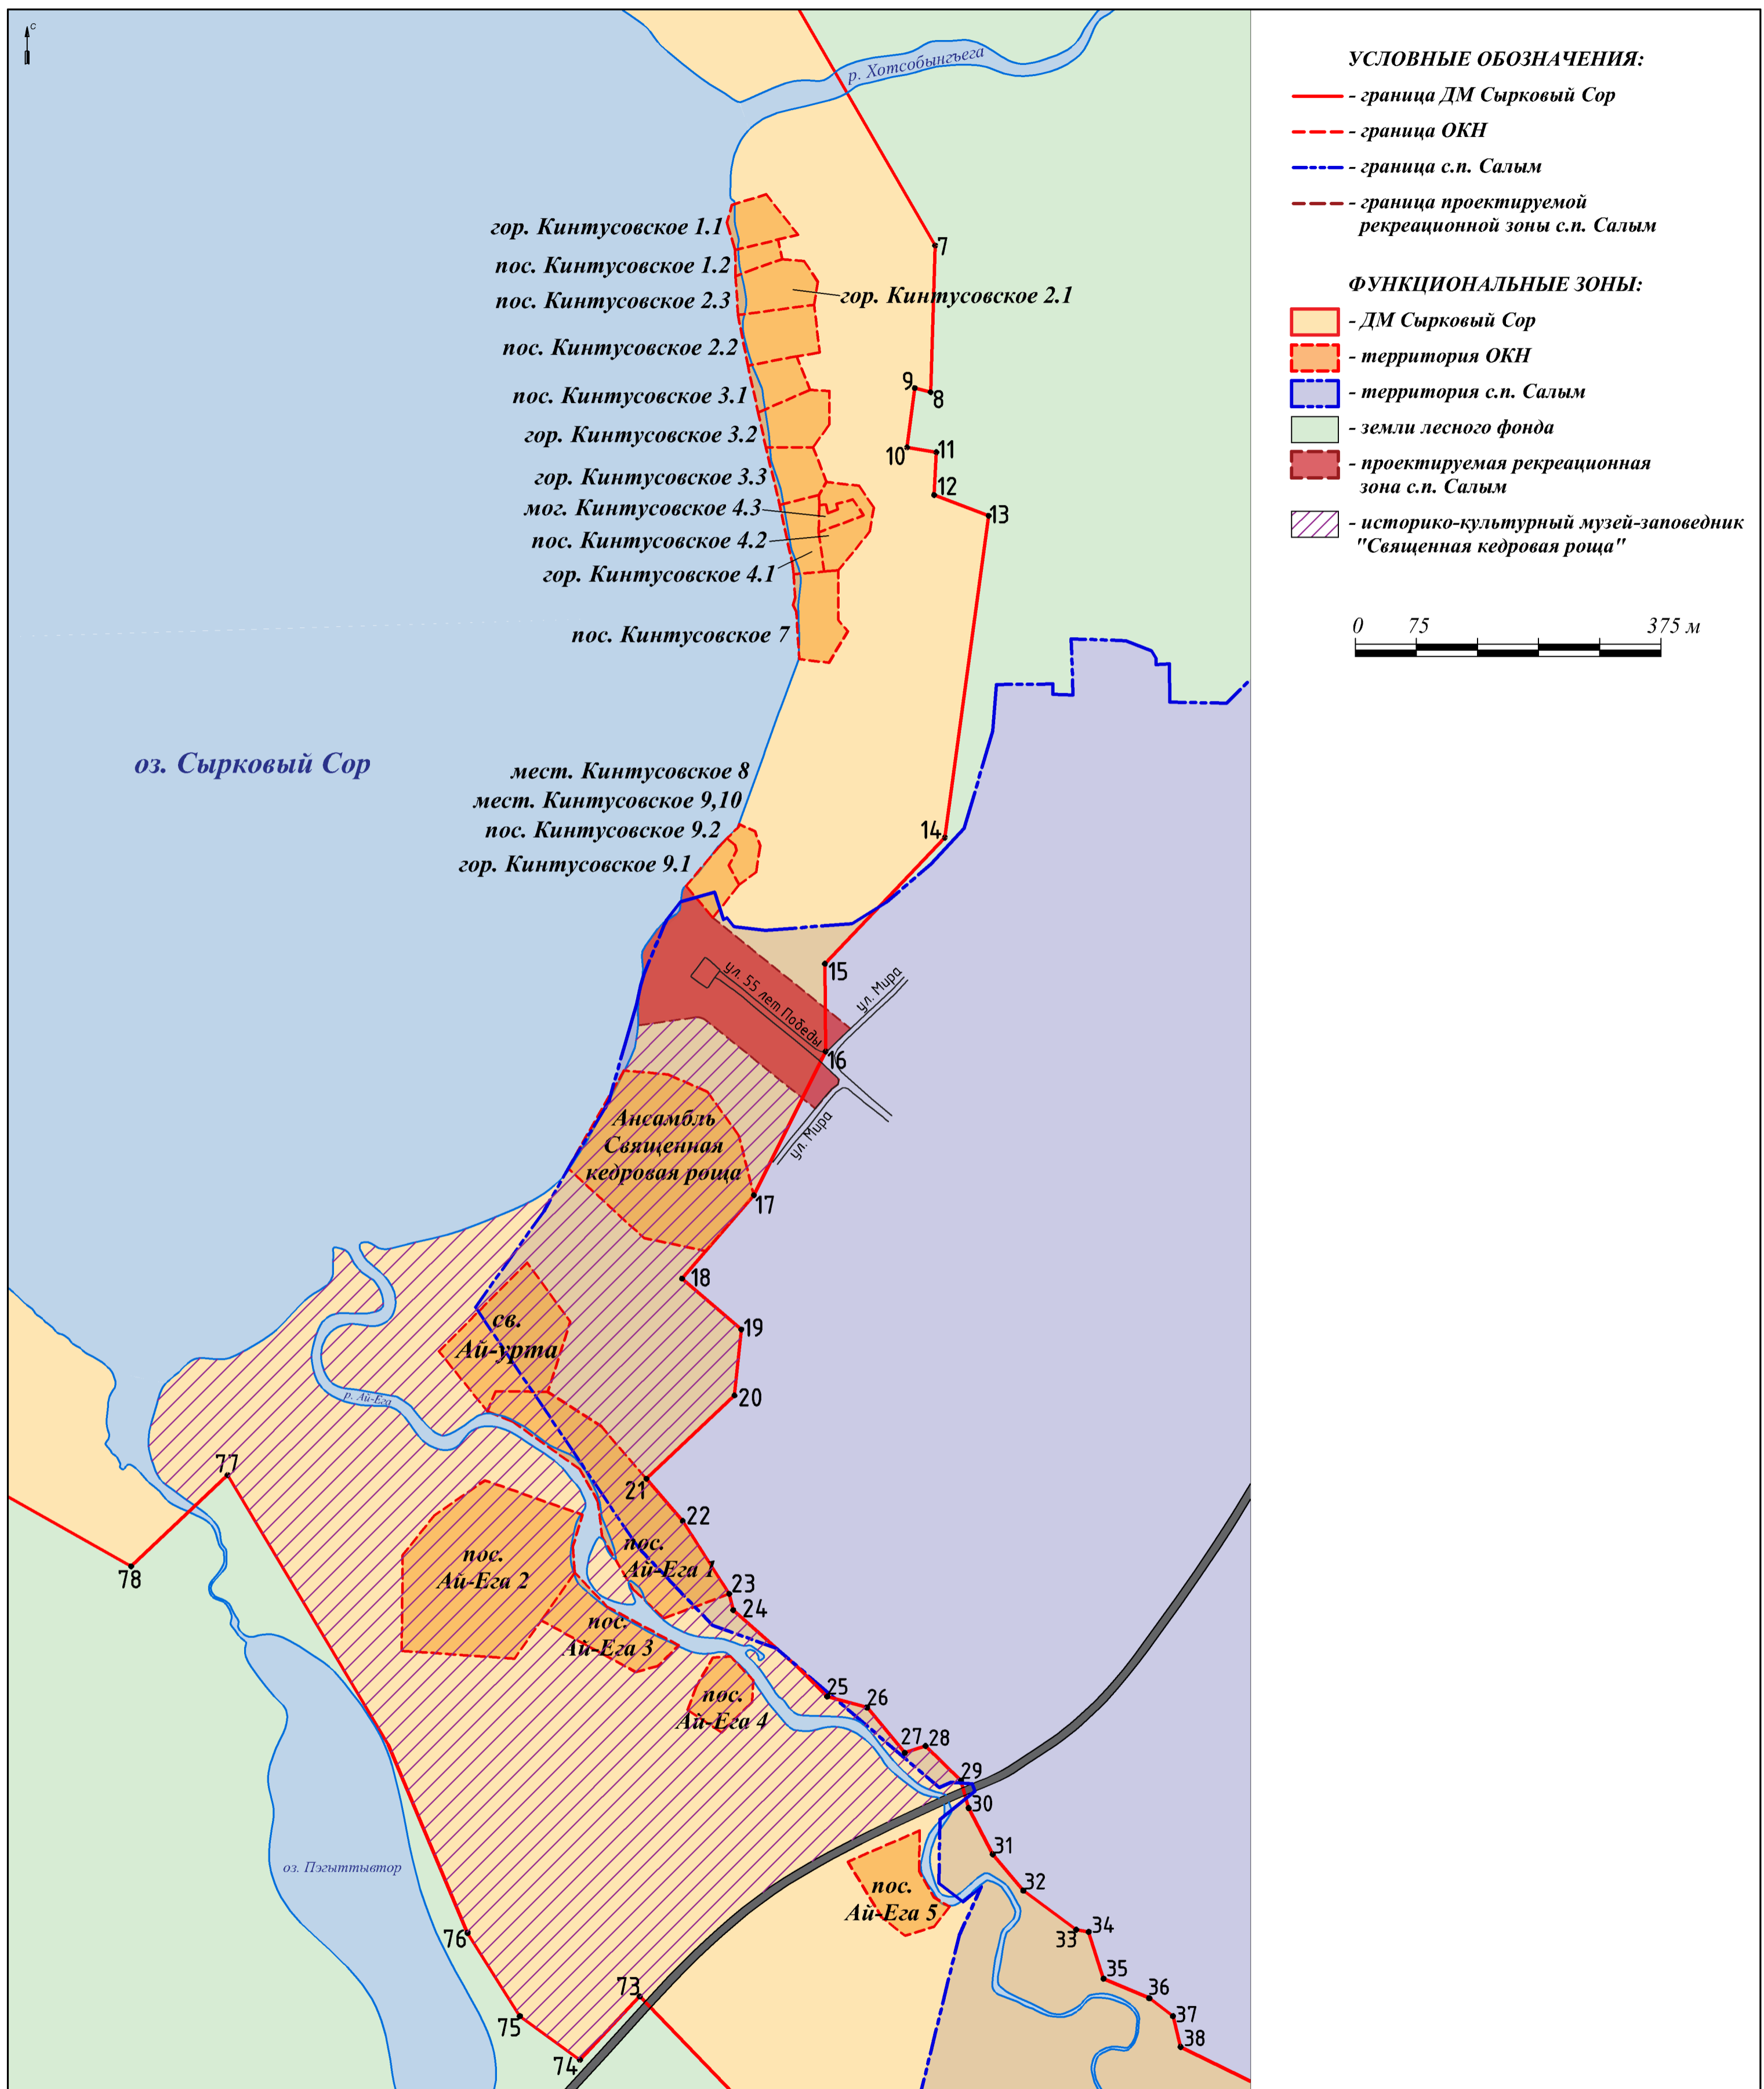 с
р. Хотсобынгъега
гор. Кинтусовское 1.1
пос. Кинтусовское 1.2
пос. Кинтусовское 2.3
гор. Кинтусовское 2.1
пос. Кинтусовское 2.2
пос. Кинтусовское 3.1
гор. Кинтусовское 3.2
гор. Кинтусовское 3.3
мог. Кинтусовское 4.3
пос. Кинтусовское 4.2
гор. Кинтусовское 4.1
пос. Кинтусовское 7
7
9
8
10
11
12
13
оз. Сырковый Сор
мест. Кинтусовское 8
мест. Кинтусовское 9,10
пос. Кинтусовское 9.2
гор. Кинтусовское 9.1
14
15
ул. 55 лет Победы
ул. Мира
16
ул. Мира
Ансамбль
Священная
кедровая роща
17
18
19
св.
Ай-урта
20
р. Ай-Ега
77
21
22
78
пос.
Ай-Ега 2
пос.
Ай-Ега 1
23
24
пос.
Ай-Ега 3
25
26
пос.
Ай-Ега 4
27
28
29
30
31
оз. Пэгыттывтор
пос.
Ай-Ега 5
32
33
34
76
35
73
36
75
37
38
74
УСЛОВНЫЕ ОБОЗНАЧЕНИЯ:
- граница ДМ Сырковый Сор
- граница ОКН
- граница с.п. Салым
- граница проектируемой
рекреационной зоны с.п. Салым
ФУНКЦИОНАЛЬНЫЕ ЗОНЫ:
- ДМ Сырковый Сор
- территория ОКН
- территория с.п. Салым
- земли лесного фонда
- проектируемая рекреационная
зона с.п. Салым
- историко-культурный музей-заповедник
"Священная кедровая роща"
0 75 375 м